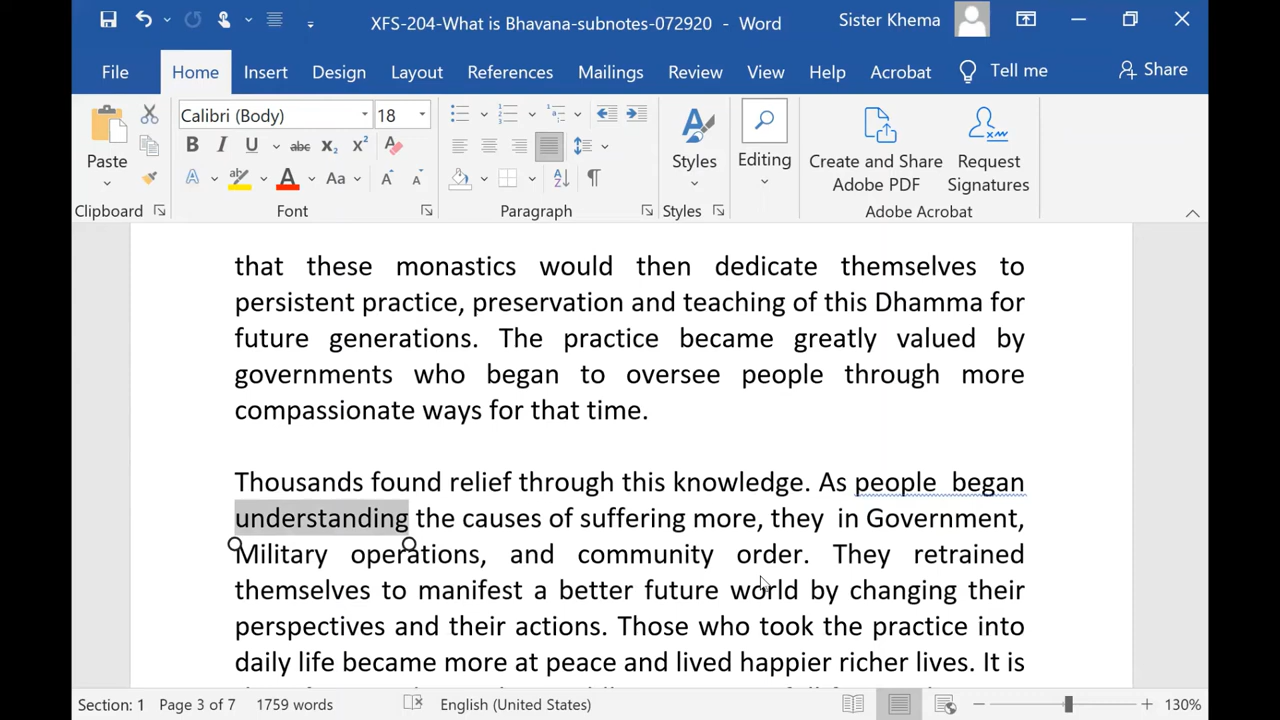 XFS-204-What is Bhavana-subnotes-072920 - Word
Sister Khema
File Home Insert Design Layout References Mailings Review View Help Acrobat Tell me Share
Calibri (Body) 18
Paste
B I U abc x₂ x²
A ab A Aa A A
Styles
Editing
Create and Share
Adobe PDF
Request
Signatures
Clipboard Font Paragraph Styles Adobe Acrobat
that these monastics would then dedicate themselves to
persistent practice, preservation and teaching of this Dhamma for
future generations. The practice became greatly valued by
governments who began to oversee people through more
compassionate ways for that time.
Thousands found relief through this knowledge. As people began
understanding the causes of suffering more, they in Government,
Military operations, and community order. They retrained
themselves to manifest a better future world by changing their
perspectives and their actions. Those who took the practice into
daily life became more at peace and lived happier richer lives. It is
Section: 1 Page 3 of 7 1759 words English (United States) 130%